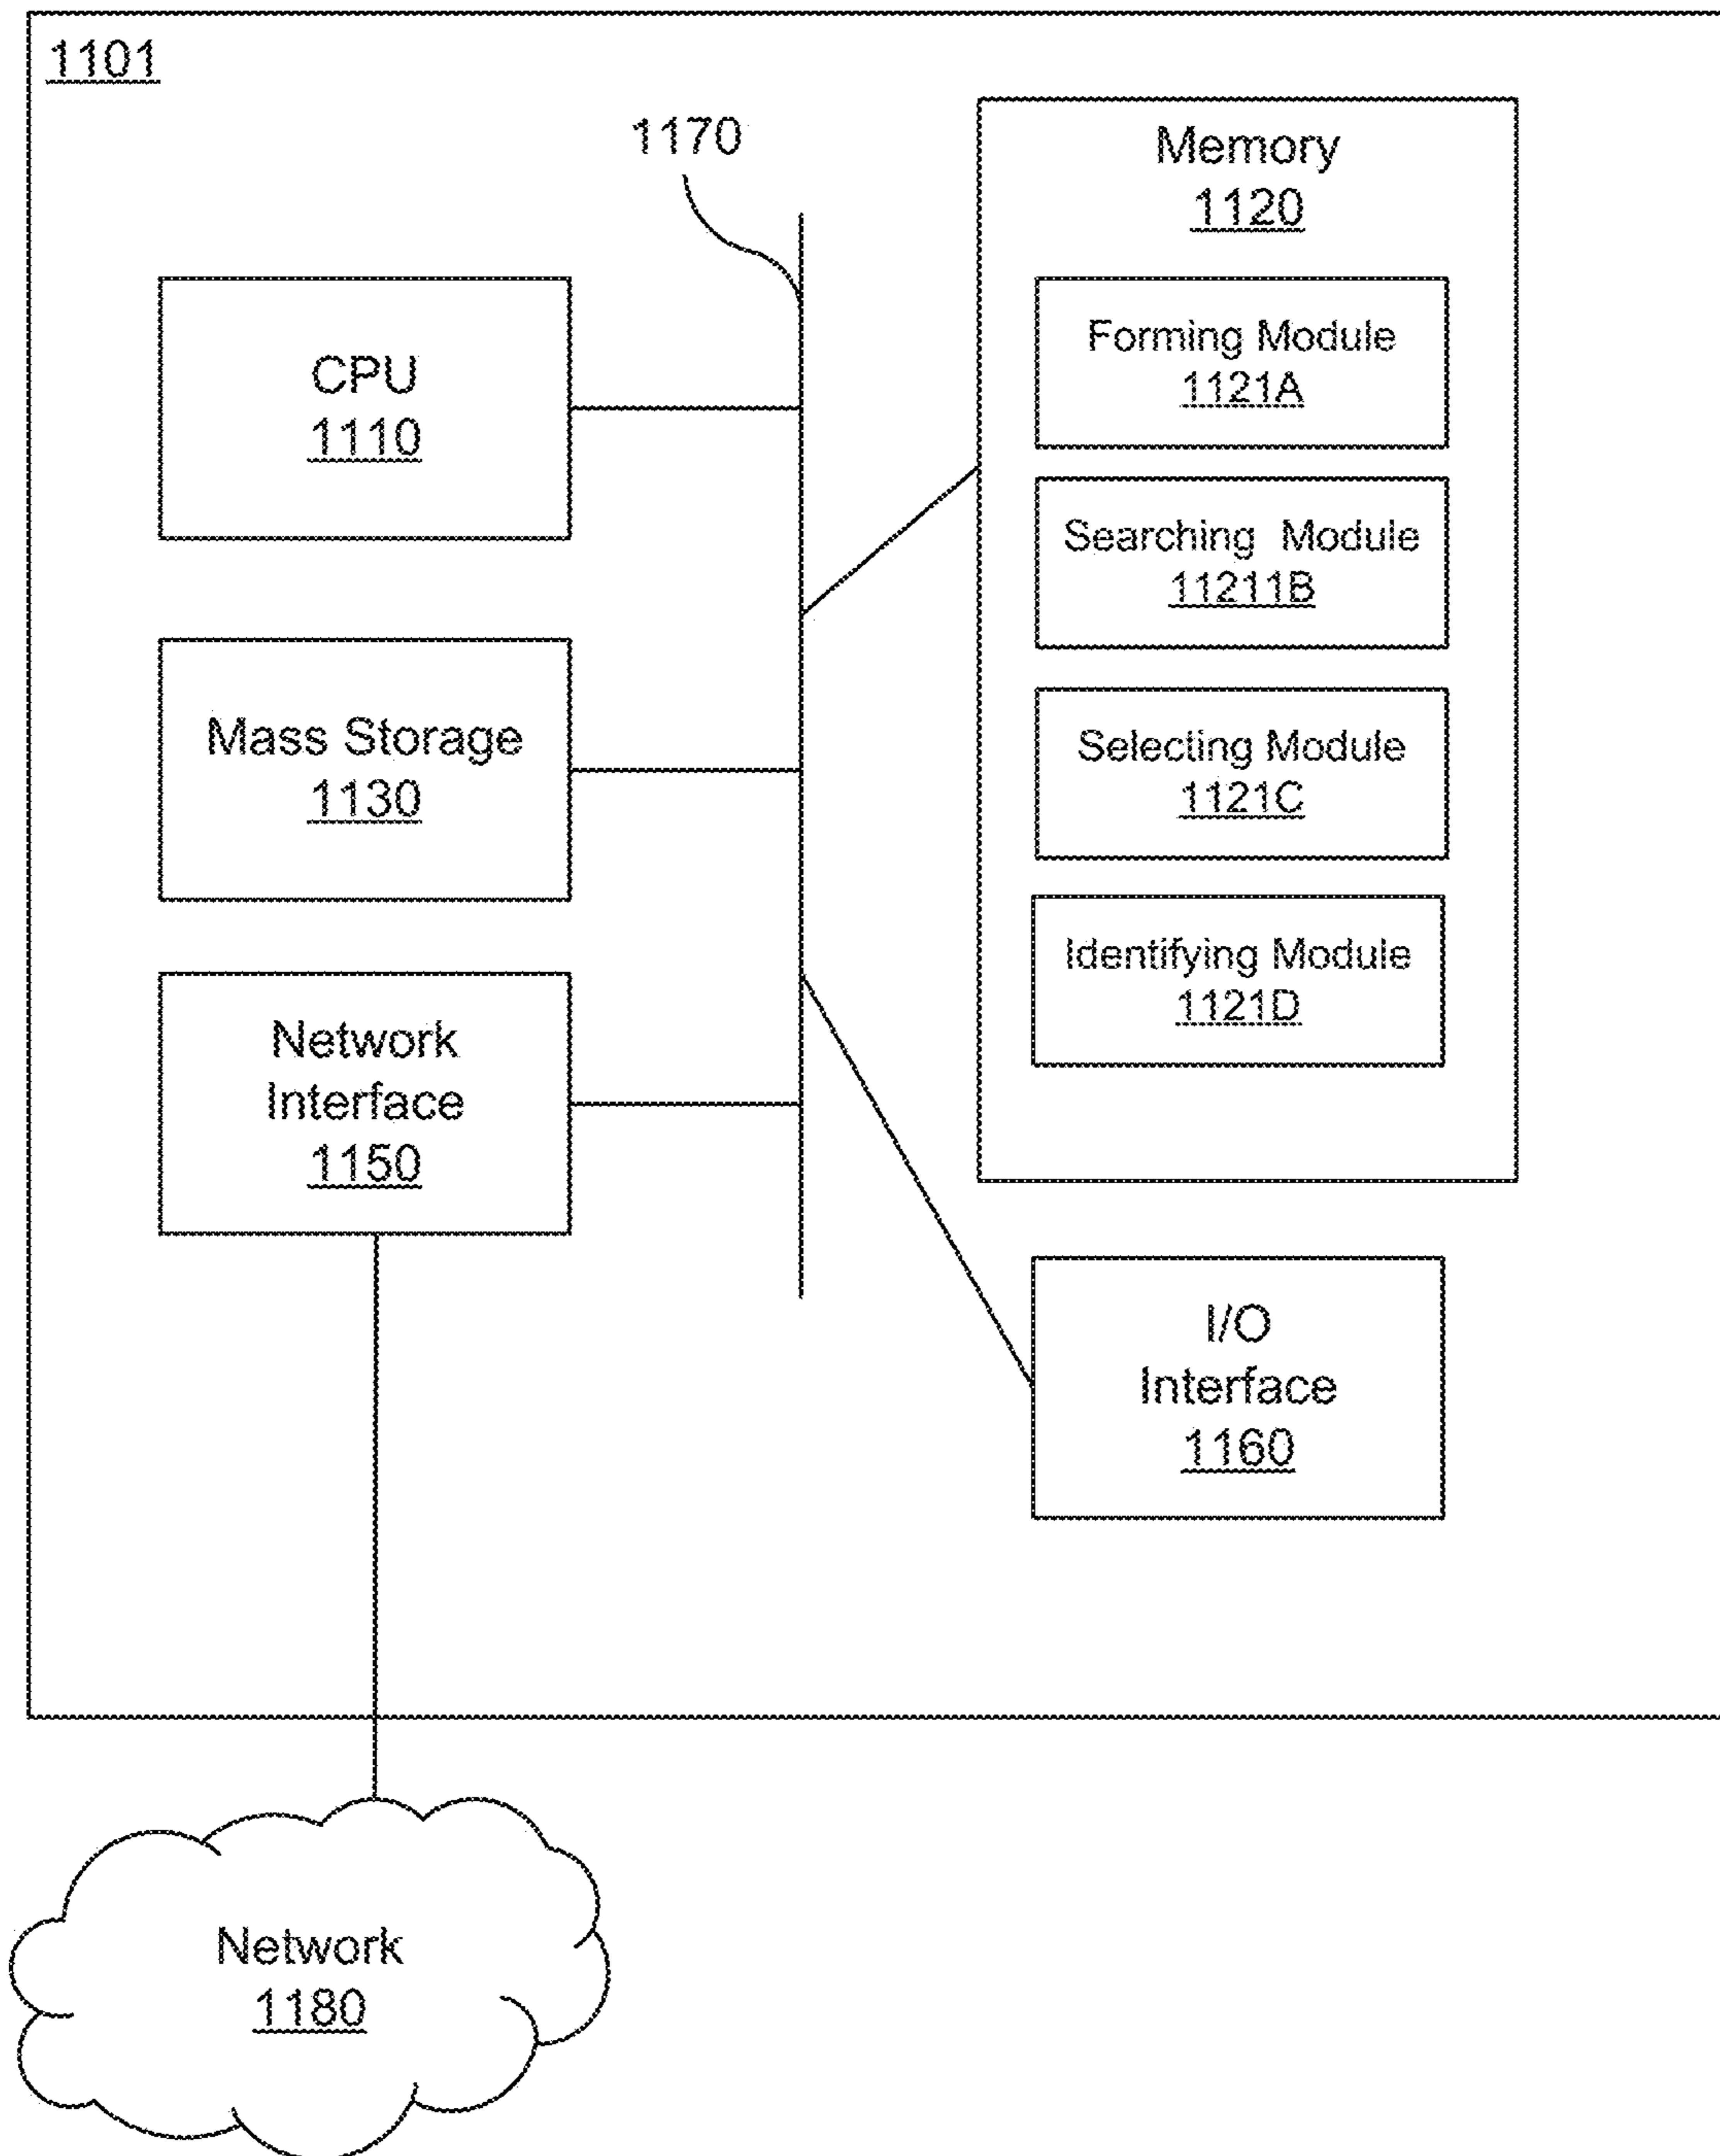 1101
1170
Memory
1120
Forming Module
1121A
CPU
1110
Searching Module
11211B
Mass Storage
1130
Selecting Module
1121C
Identifying Module
1121D
Network
Interface
1150
I/O
Interface
1160
Network
1180